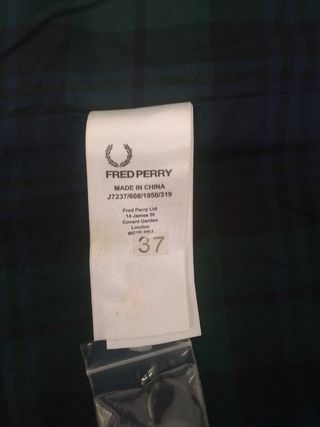 FRED PERRY
MADE IN CHINA
J7237/608/1950/319
Fred Perry Ltd
14 James St
Covent Garden
London
37